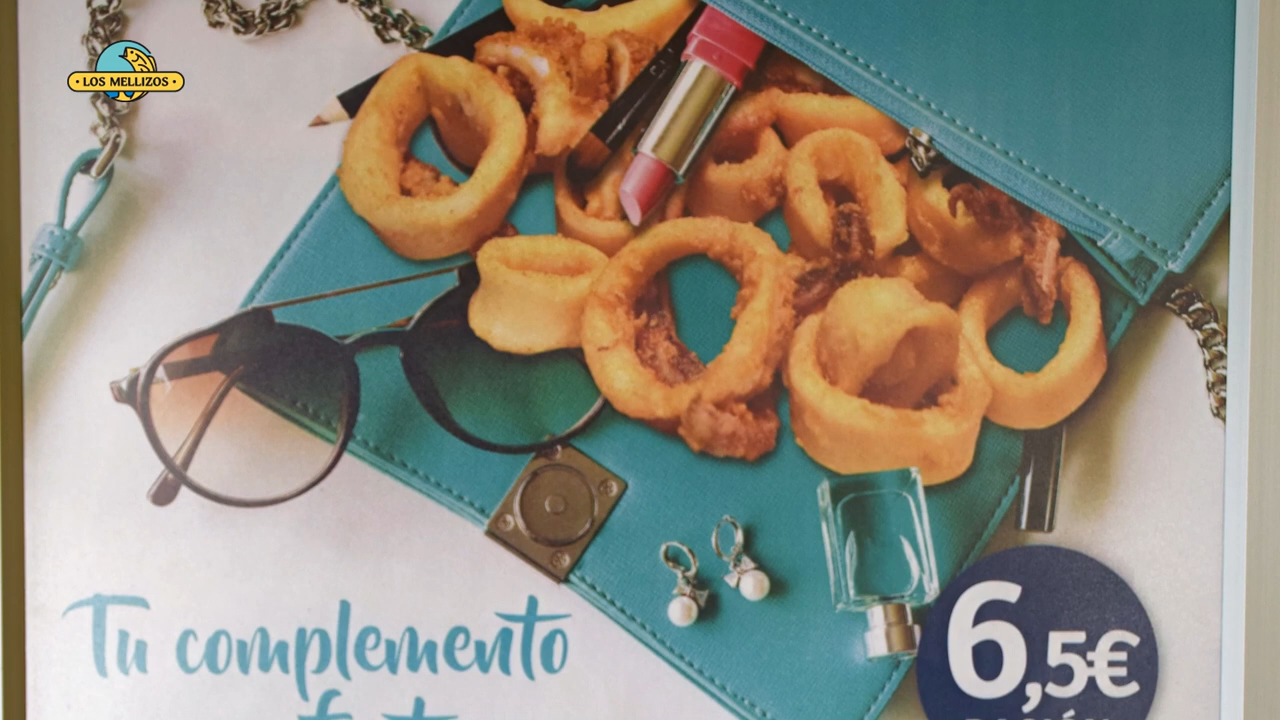 · LOS MELLIZOS ·
Tu complemento
6,5€